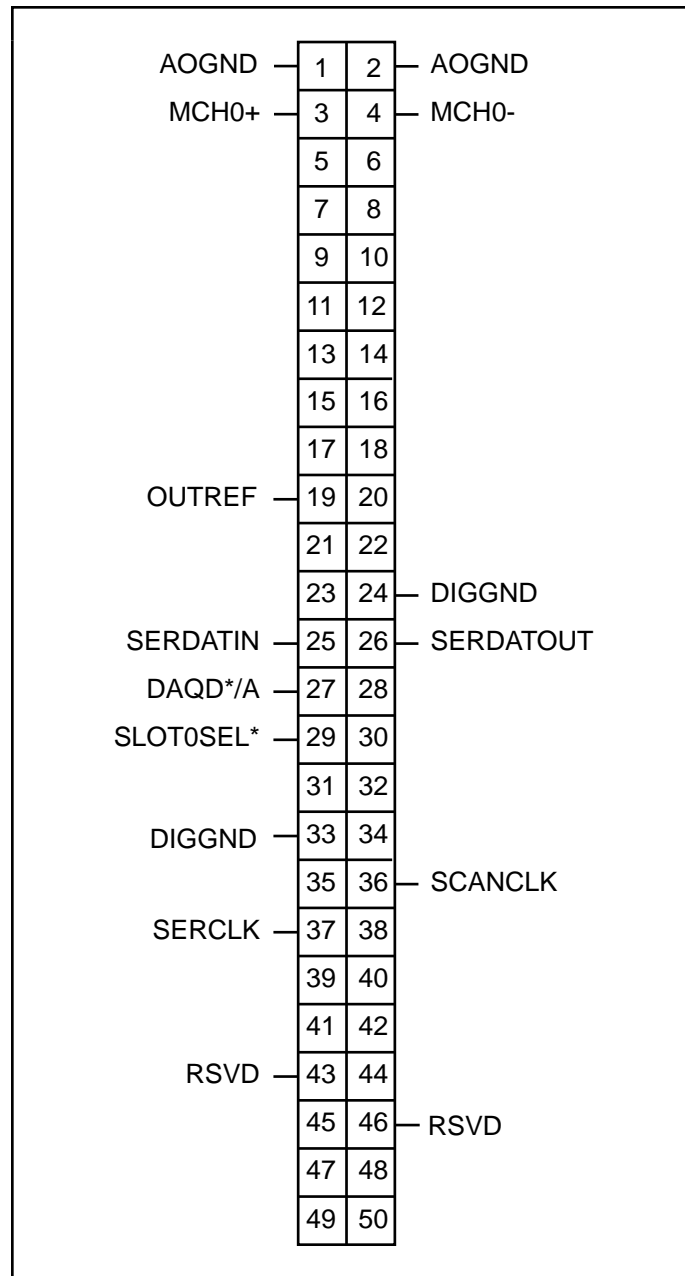 AOGND 1 2 AOGND
MCH0+ 3 4 MCH0-
5 6
7 8
9 10
11 12
13 14
15 16
17 18
OUTREF 19 20
21 22
23 24 DIGGND
SERDATIN 25 26 SERDATOUT
DAQD*/A 27 28
SLOT0SEL* 29 30
31 32
DIGGND 33 34
35 36 SCANCLK
SERCLK 37 38
39 40
41 42
RSVD 43 44
45 46 RSVD
47 48
49 50